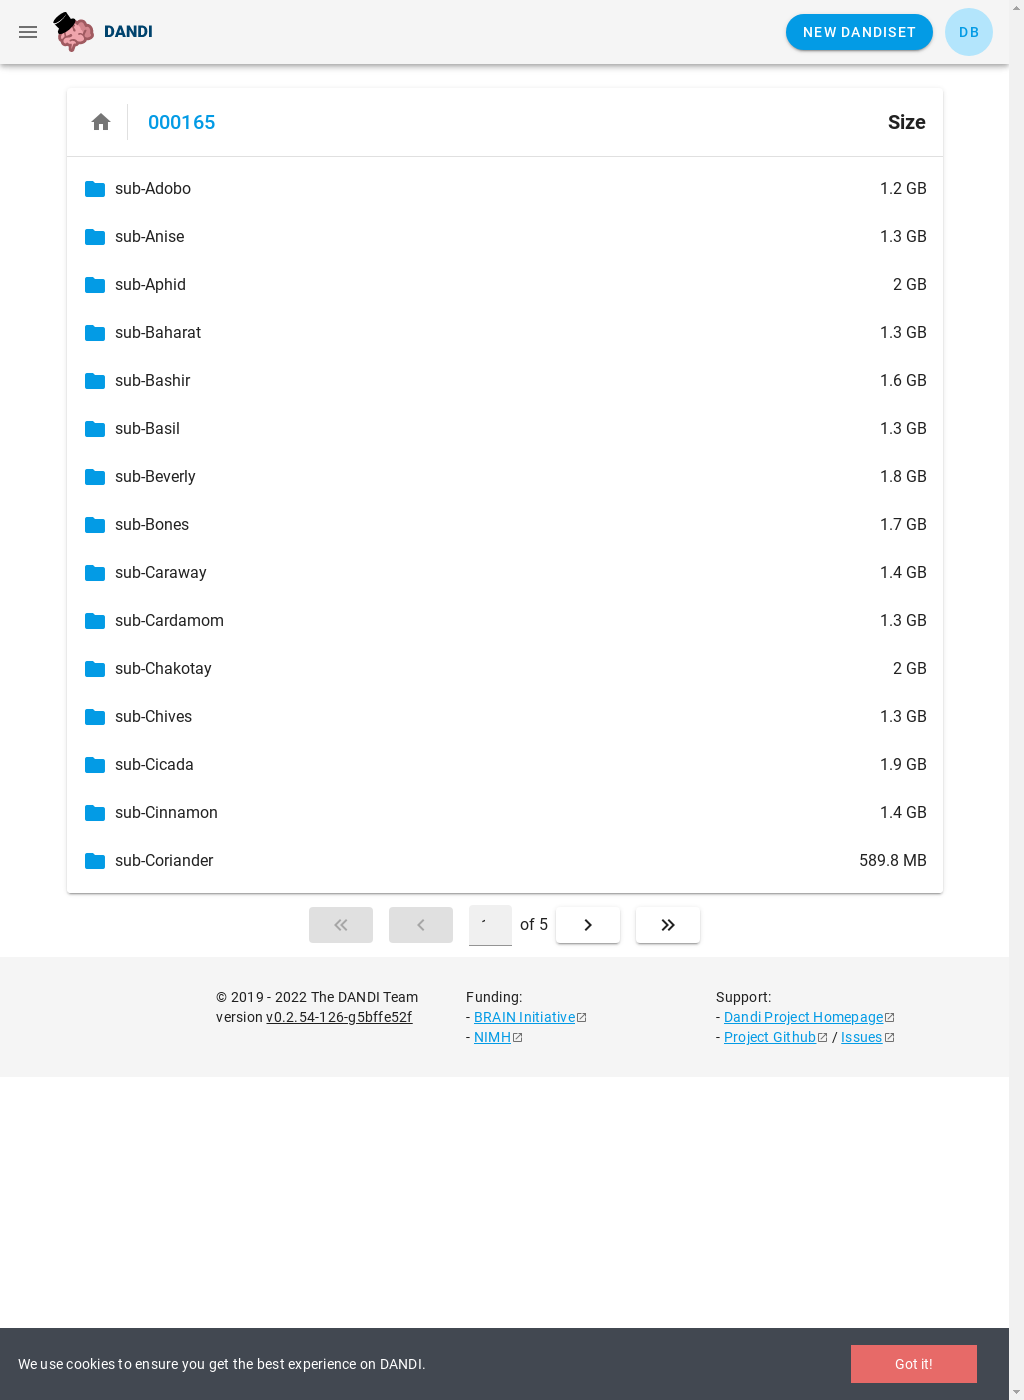 DANDI
NEW DANDISET
DB
000165
Size
sub-Adobo 1.2 GB
sub-Anise 1.3 GB
sub-Aphid 2 GB
sub-Baharat 1.3 GB
sub-Bashir 1.6 GB
sub-Basil 1.3 GB
sub-Beverly 1.8 GB
sub-Bones 1.7 GB
sub-Caraway 1.4 GB
sub-Cardamom 1.3 GB
sub-Chakotay 2 GB
sub-Chives 1.3 GB
sub-Cicada 1.9 GB
sub-Cinnamon 1.4 GB
sub-Coriander 589.8 MB
of 5
© 2019 - 2022 The DANDI Team
version v0.2.54-126-g5bffe52f
Funding:
- BRAIN Initiative
- NIMH
Support:
- Dandi Project Homepage
- Project Github / Issues
We use cookies to ensure you get the best experience on DANDI.
Got it!